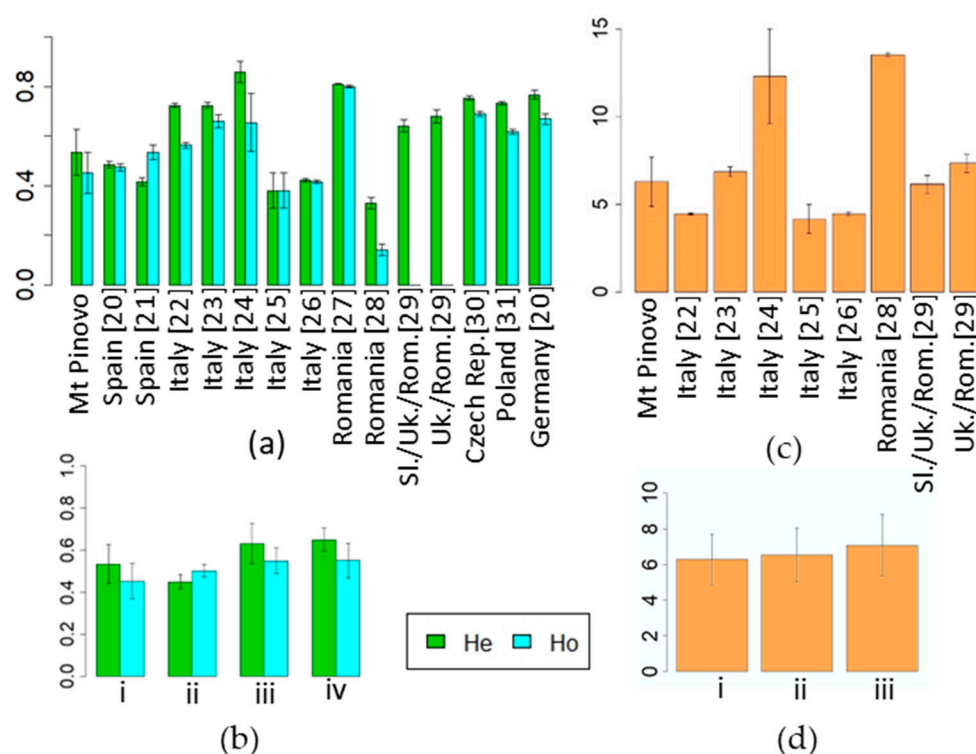 0.0 0.4 0.8
Mt Pinovo
Spain [20]
Spain [21]
Italy [22]
Italy [23]
Italy [24]
Italy [25]
Italy [26]
Romania [27]
Romania [28]
Sl./Uk./Rom.[29]
Uk./Rom.[29]
Czech Rep.[30]
Poland [31]
Germany [20]
(a)
0 5 10 15
Mt Pinovo
Italy [22]
Italy [23]
Italy [24]
Italy [25]
Italy [26]
Romania [28]
Sl./Uk./Rom.[29]
Uk./Rom.[29]
(c)
0.0 0.2 0.4 0.6 0.8 1.0
i ii iii iv
(b)
He Ho
0 2 4 6 8 10
i ii iii
(d)